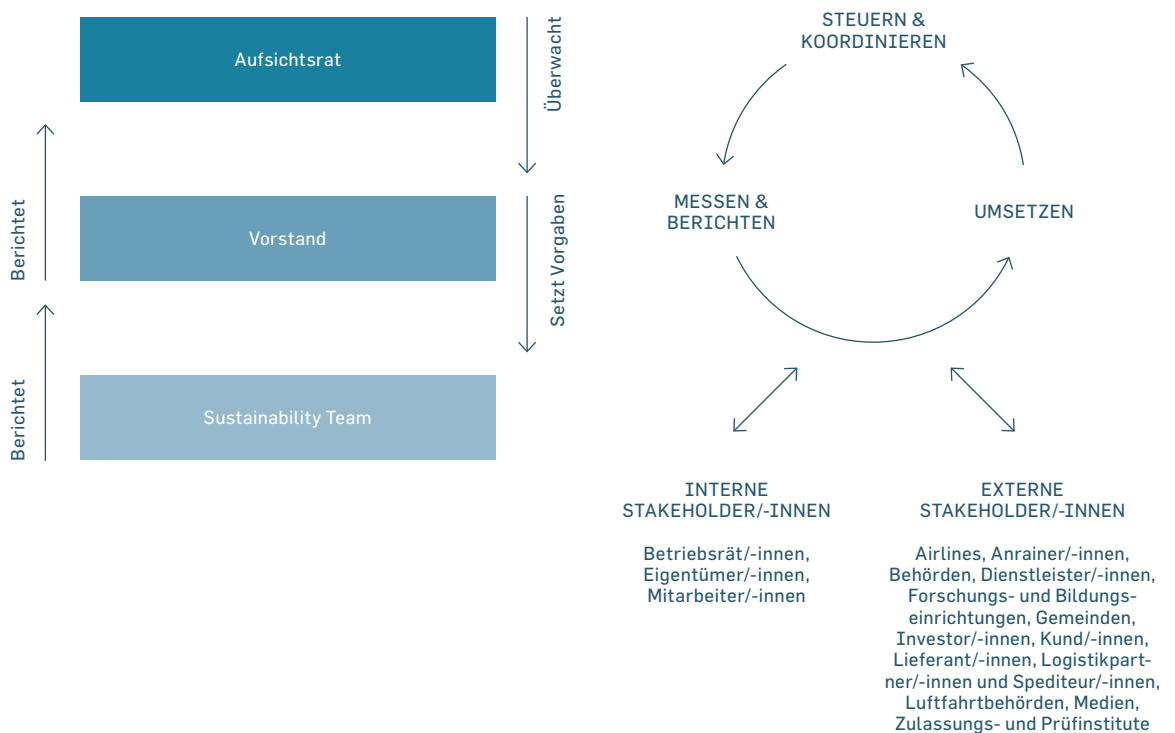 Aufsichtsrat
Überwacht
Berichtet
Vorstand
Setzt Vorgaben
Berichtet
Sustainability Team
STEUERN &
KOORDINIEREN
MESSEN &
BERICHTEN
UMSETZEN
INTERNE
STAKEHOLDER/-INNEN
Betriebsrät/-innen,
Eigentümer/-innen,
Mitarbeiter/-innen
EXTERNE
STAKEHOLDER/-INNEN
Airlines, Anrainer/-innen,
Behörden, Dienstleister/-innen,
Forschungs- und Bildungs-
einrichtungen, Gemeinden,
Investor/-innen, Kund/-innen,
Lieferant/-innen, Logistikpart-
ner/-innen und Spediteur/-innen,
Luftfahrtbehörden, Medien,
Zulassungs- und Prüfinstitute